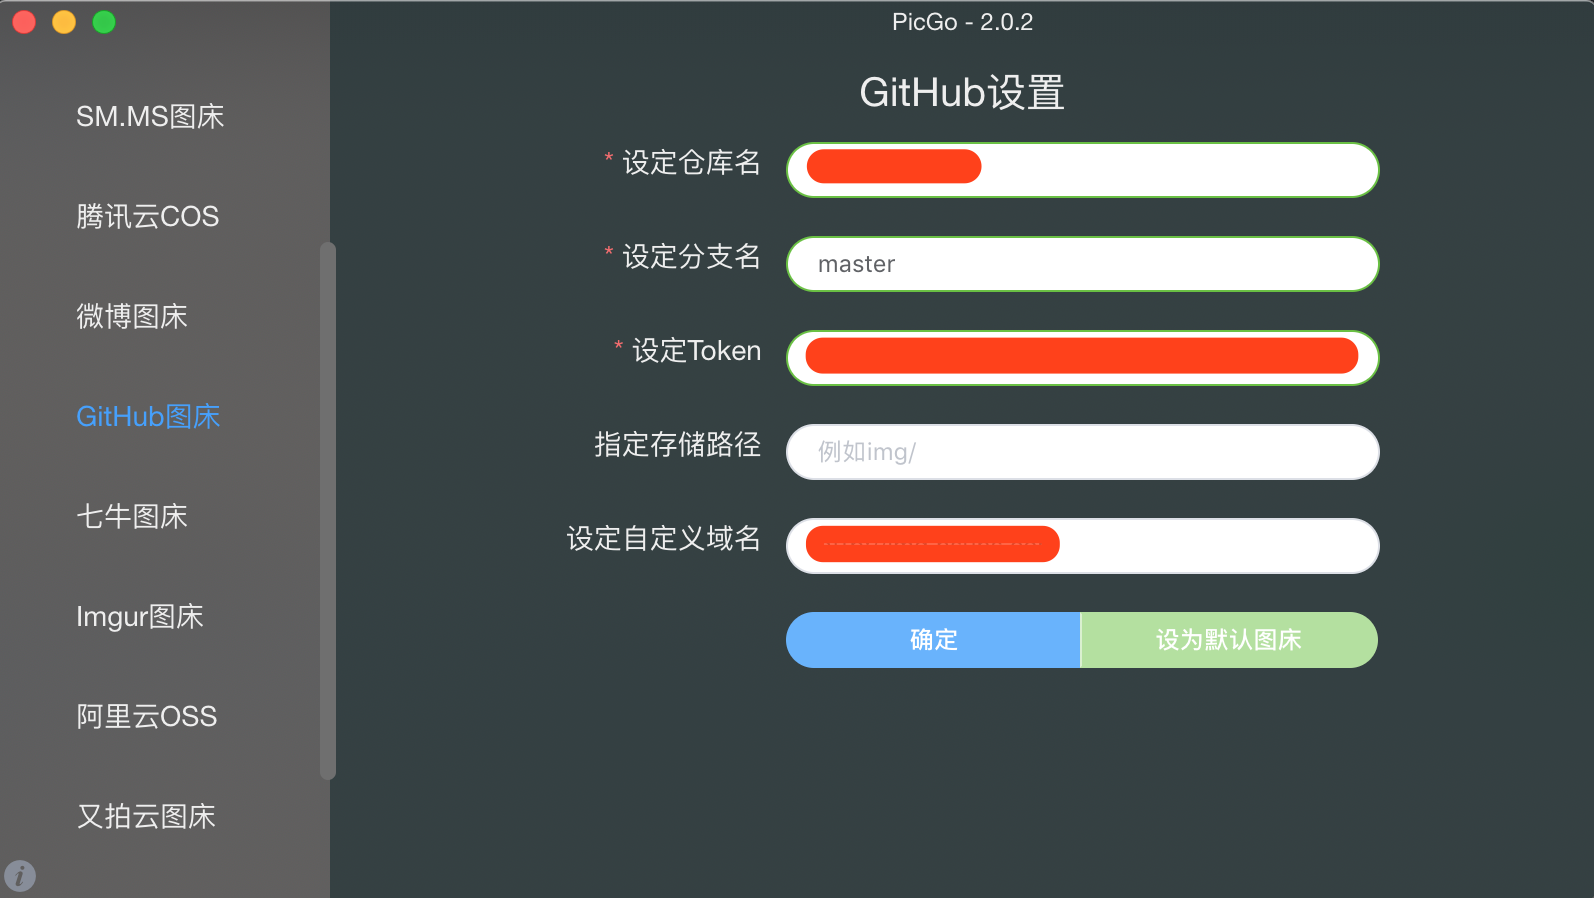 PicGo - 2.0.2
SM.MS图床
腾讯云COS
微博图床
GitHub图床
七牛图床
Imgur图床
阿里云OSS
又拍云图床
i
GitHub设置
* 设定仓库名
* 设定分支名
master
* 设定Token
指定存储路径
例如img/
设定自定义域名
确定
设为默认图床